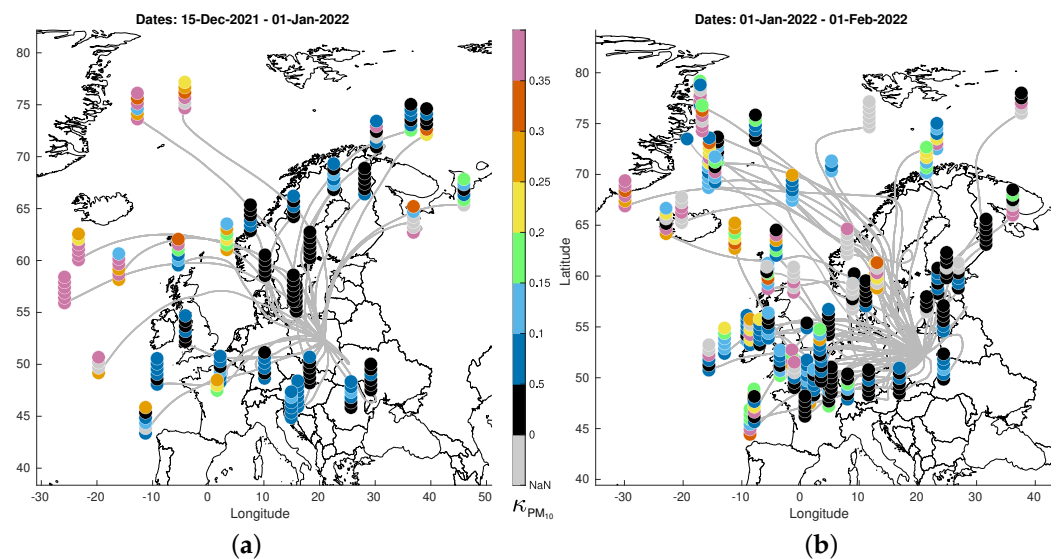 Dates: 15-Dec-2021 - 01-Jan-2022
80
75
70
65
60
55
50
45
40
-30 -20 -10 0 10 20 30 40 50
Longitude
(a)
0.35
0.3
0.25
0.2
0.15
0.1
0.5
0
NaN
κPM₁₀
Dates: 01-Jan-2022 - 01-Feb-2022
Latitude
80
75
70
65
60
55
50
45
40
-30 -20 -10 0 10 20 30 40
Longitude
(b)